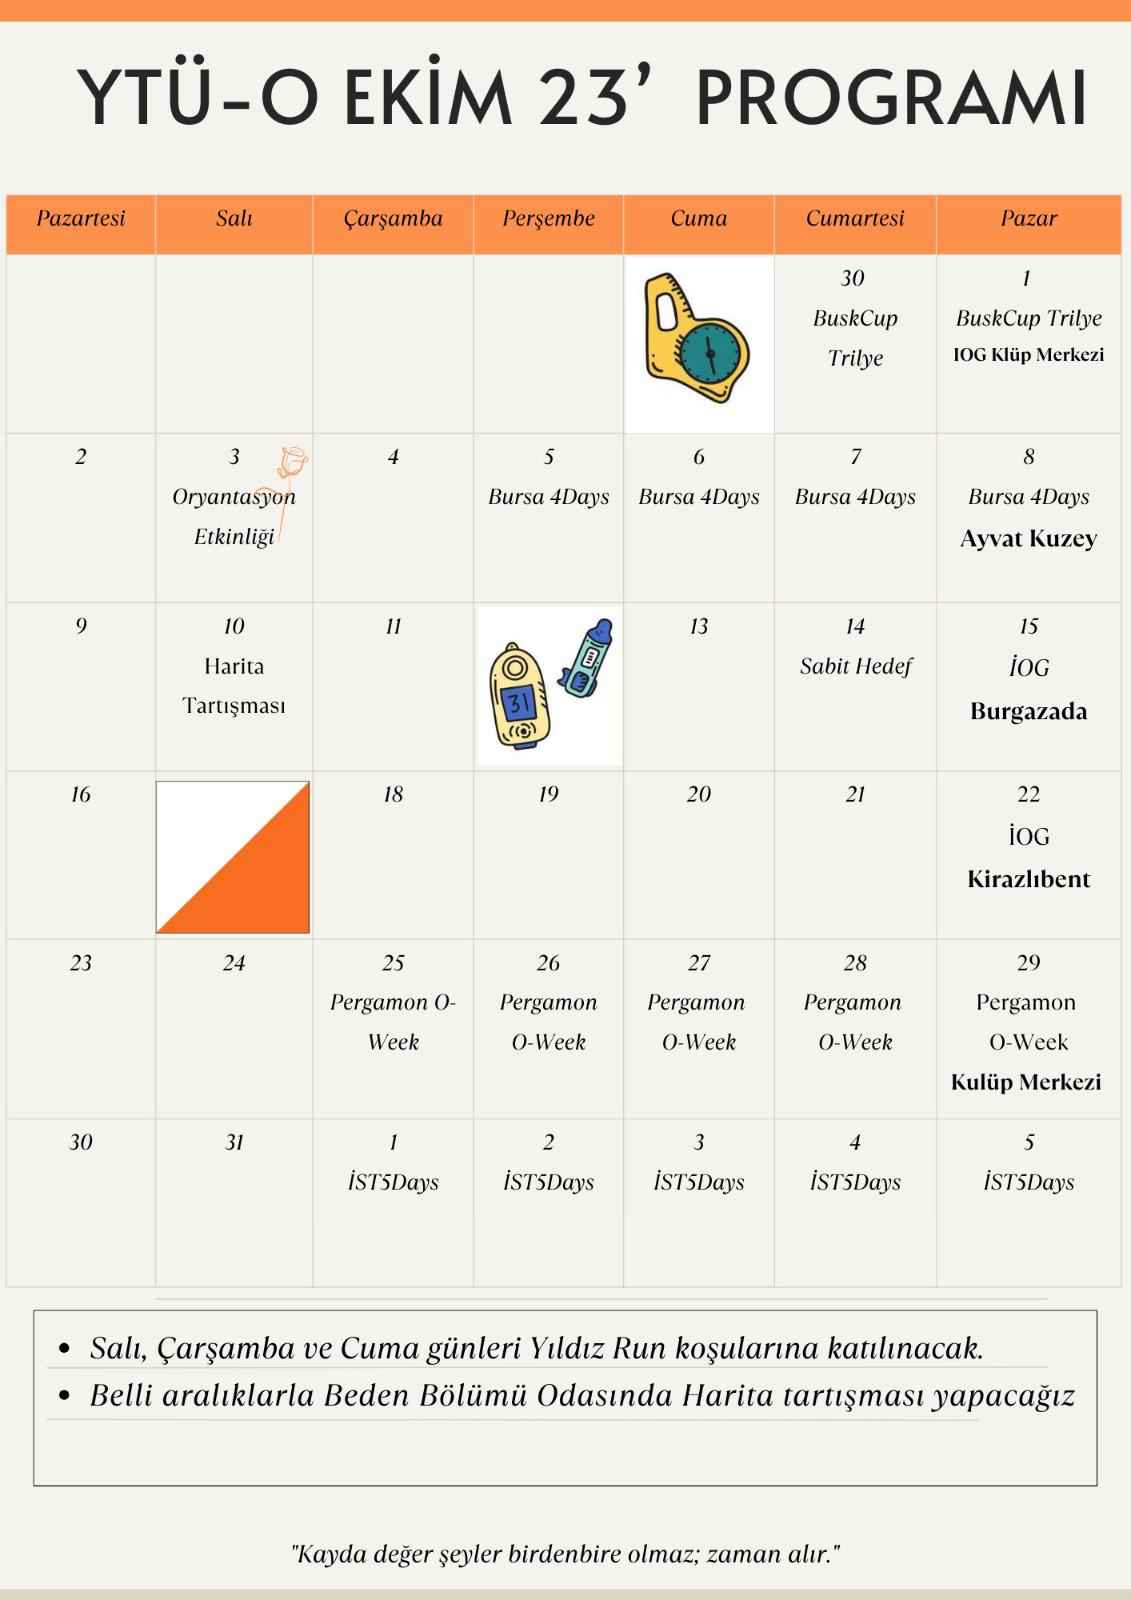 YTÜ-O EKİM 23’ PROGRAMI
Pazartesi Salı Çarşamba Perşembe Cuma Cumartesi Pazar
30
BuskCup
Trilye
1
BuskCup Trilye
IOG Klüp Merkezi
2
3
Oryantasyon
Etkinliği
4
5
Bursa 4Days
6
Bursa 4Days
7
Bursa 4Days
8
Bursa 4Days
Ayvat Kuzey
9
10
Harita
Tartışması
11
31
13
14
Sabit Hedef
15
İOG
Burgazada
16
18
19
20
21
22
İOG
Kirazlıbent
23
24
25
Pergamon O-
Week
26
Pergamon
O-Week
27
Pergamon
O-Week
28
Pergamon
O-Week
29
Pergamon
O-Week
Kulüp Merkezi
30
31
1
İST5Days
2
İST5Days
3
İST5Days
4
İST5Days
5
İST5Days
• Salı, Çarşamba ve Cuma günleri Yıldız Run koşularına katılınacak.
• Belli aralıklarla Beden Bölümü Odasında Harita tartışması yapacağız
"Kayda değer şeyler birdenbire olmaz; zaman alır."